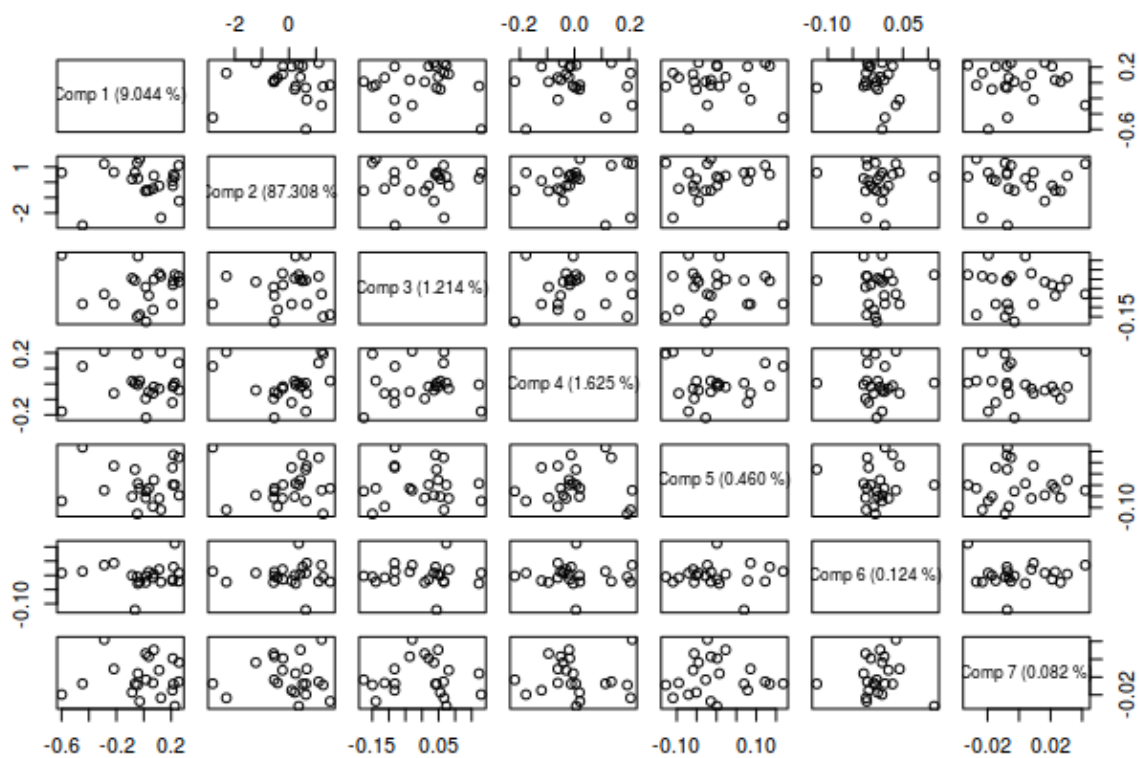 -2 0 -0.2 0.0 0.2 -0.10 0.05
Comp 1 (9.044 %)
0.2
-0.6
1
-2
Comp 2 (87.308 %
Comp 3 (1.214 %)
-0.15
0.2
-0.2
Comp 4 (1.625 %)
Comp 5 (0.460 %)
-0.10
-0.10
Comp 6 (0.124 %)
Comp 7 (0.082 %
-0.02
-0.6 -0.2 0.2 -0.15 0.05 -0.10 0.10 -0.02 0.02